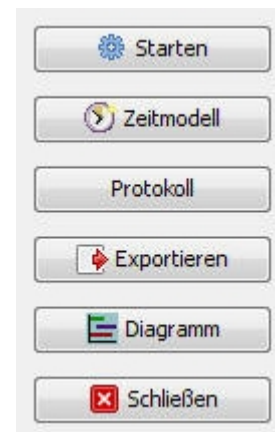 Starten
Zeitmodell
Protokoll
Exportieren
Diagramm
Schließen